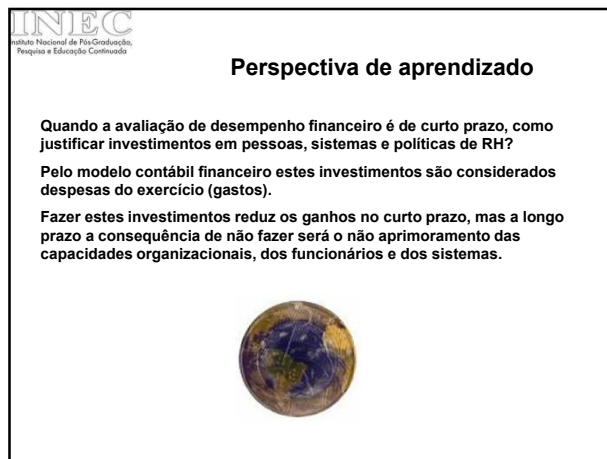 INEC
Instituto Nacional de Pós-Graduação,
Pesquisa e Educação Continuada
Perspectiva de aprendizado
Quando a avaliação de desempenho financeiro é de curto prazo, como
justificar investimentos em pessoas, sistemas e políticas de RH?
Pelo modelo contábil financeiro estes investimentos são considerados
despesas do exercício (gastos).
Fazer estes investimentos reduz os ganhos no curto prazo, mas a longo
prazo a consequência de não fazer será o não aprimoramento das
capacidades organizacionais, dos funcionários e dos sistemas.